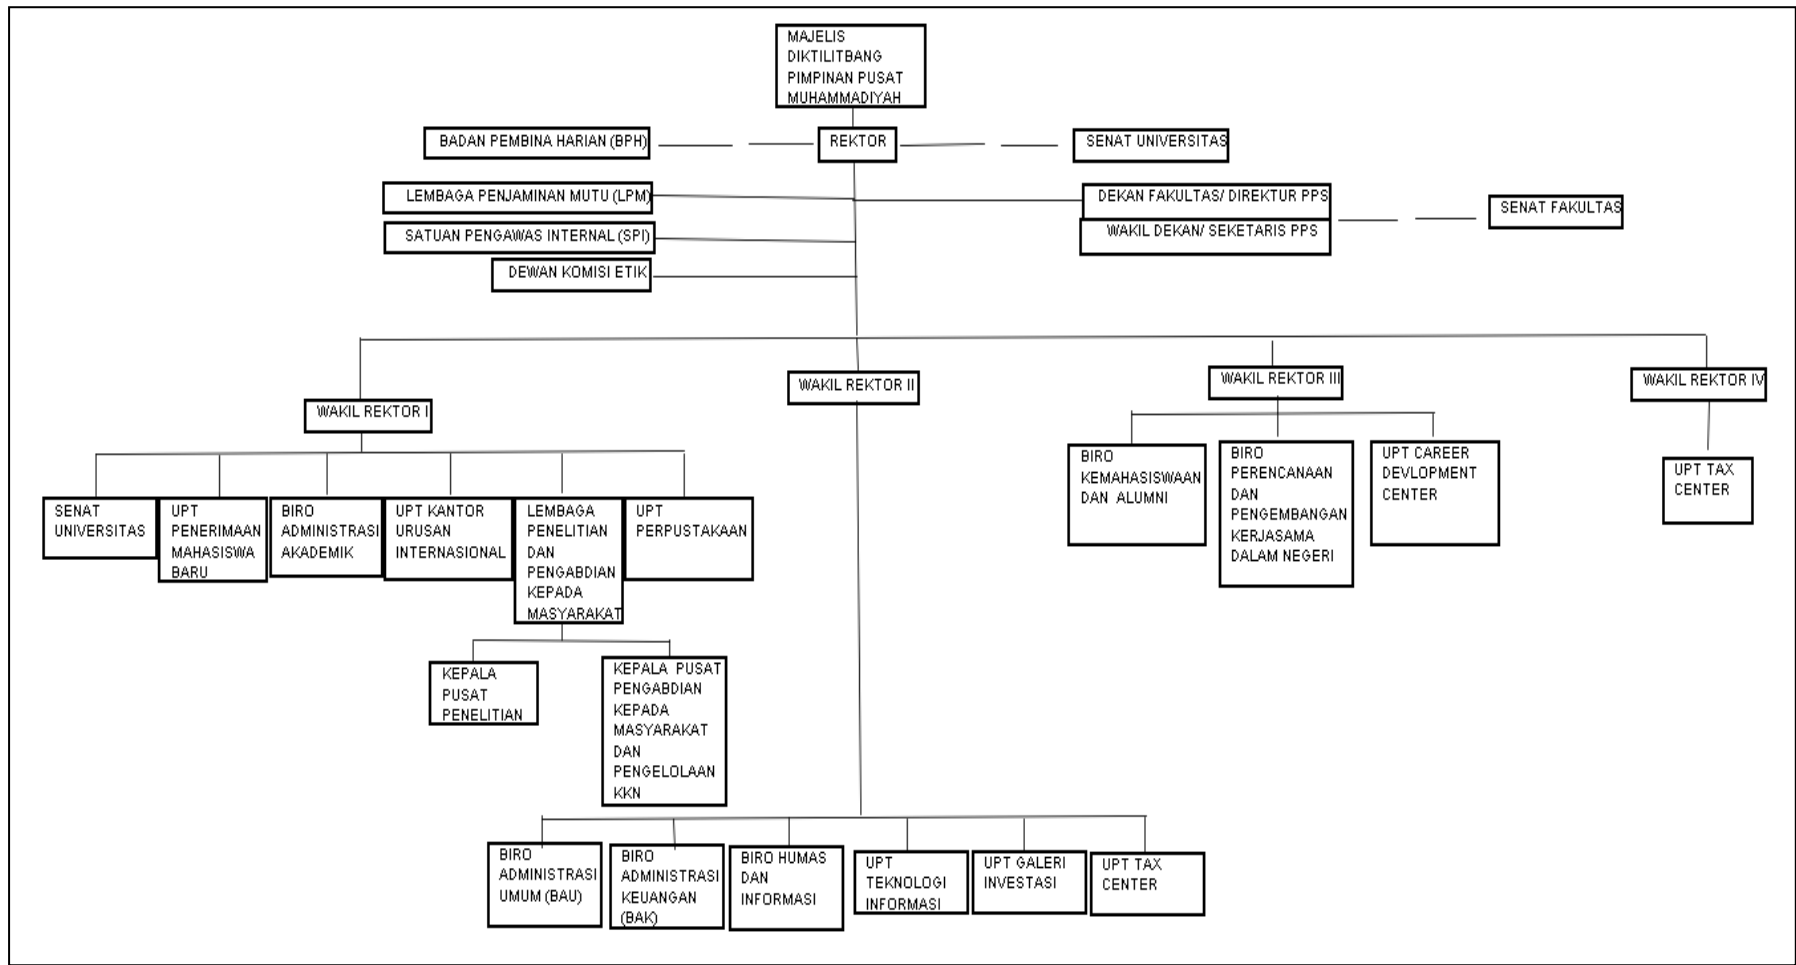 MAJELIS
DIKTILITBANG
PIMPINAN PUSAT
MUHAMMADIYAH
BADAN PEMBINA HARIAN (BPH)
REKTOR
SENAT UNIVERSITAS
LEMBAGA PENJAMINAN MUTU (LPM)
DEKAN FAKULTAS/ DIREKTUR PPS
SENAT FAKULTAS
SATUAN PENGAWAS INTERNAL (SPI)
WAKIL DEKAN/ SEKETARIS PPS
DEWAN KOMISI ETIK
WAKIL REKTOR I
WAKIL REKTOR II
WAKIL REKTOR III
WAKIL REKTOR IV
SENAT
UNIVERSITAS
UPT
PENERIMAAN
MAHASISWA
BARU
BIRO
ADMINISTRASI
AKADEMIK
UPT KANTOR
URUSAN
INTERNASIONAL
LEMBAGA
PENELITIAN
DAN
PENGABDIAN
KEPADA
MASYARAKAT
UPT
PERPUSTAKAAN
BIRO
KEMAHASISWAAN
DAN ALUMNI
BIRO
PERENCANAAN
DAN
PENGEMBANGAN
KERJASAMA
DALAM NEGERI
UPT CAREER
DEVLOPMENT
CENTER
UPT TAX
CENTER
KEPALA
PUSAT
PENELITIAN
KEPALA PUSAT
PENGABDIAN
KEPADA
MASYARAKAT
DAN
PENGELOLAAN
KKN
BIRO
ADMINISTRASI
UMUM (BAU)
BIRO
ADMINISTRASI
KEUANGAN
(BAK)
BIRO HUMAS
DAN
INFORMASI
UPT
TEKNOLOGI
INFORMASI
UPT GALERI
INVESTASI
UPT TAX
CENTER